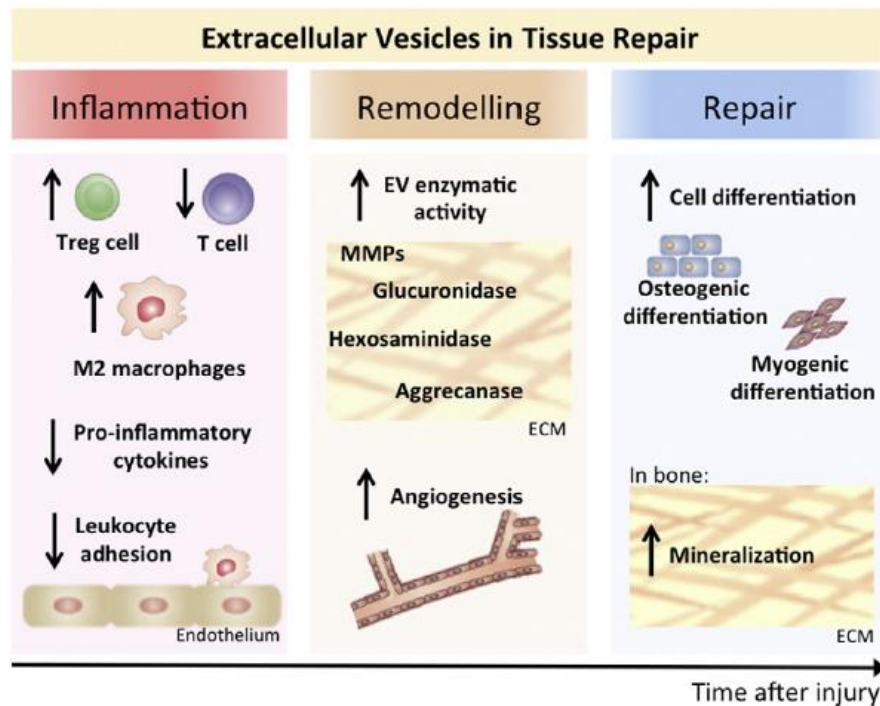 Extracellular Vesicles in Tissue Repair
Inflammation
Treg cell
T cell
M2 macrophages
Pro-inflammatory
cytokines
Leukocyte
adhesion
Endothelium
Remodelling
EV enzymatic
activity
MMPs
Glucuronidase
Hexosaminidase
Aggrecanase
ECM
Angiogenesis
Repair
Cell differentiation
Osteogenic
differentiation
Myogenic
differentiation
In bone:
Mineralization
ECM
Time after injury